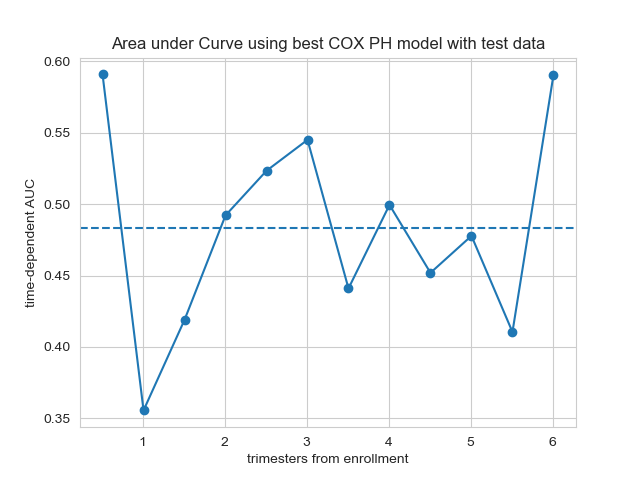 Area under Curve using best COX PH model with test data
time-dependent AUC
0.60
0.55
0.50
0.45
0.40
0.35
1 2 3 4 5 6
trimesters from enrollment